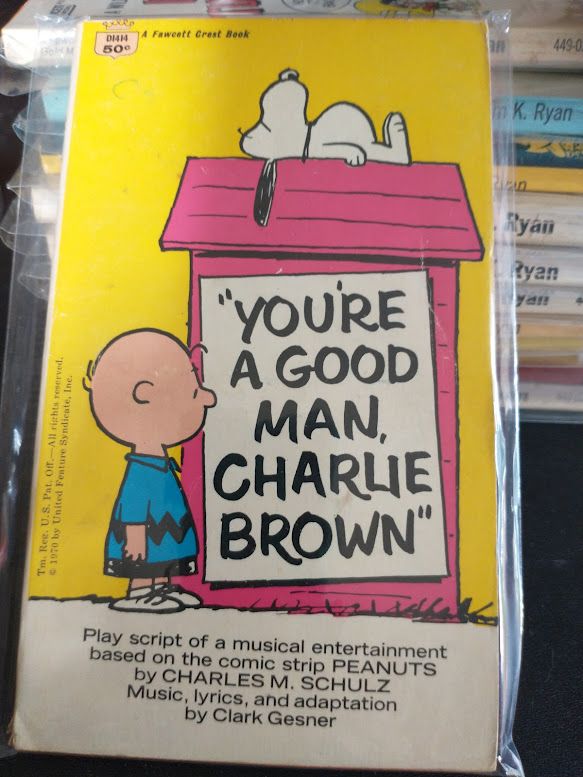 D1414
50¢
A Fawcett Crest Book
"YOU'RE
A GOOD
MAN,
CHARLIE
BROWN"
Tm. Reg. U.S. Pat. Off.—All rights reserved.
© 1970 by United Feature Syndicate, Inc.
Play script of a musical entertainment
based on the comic strip PEANUTS
by CHARLES M. SCHULZ
Music, lyrics, and adaptation
by Clark Gesner
449-0
K. Ryan
Ryan
Ryan